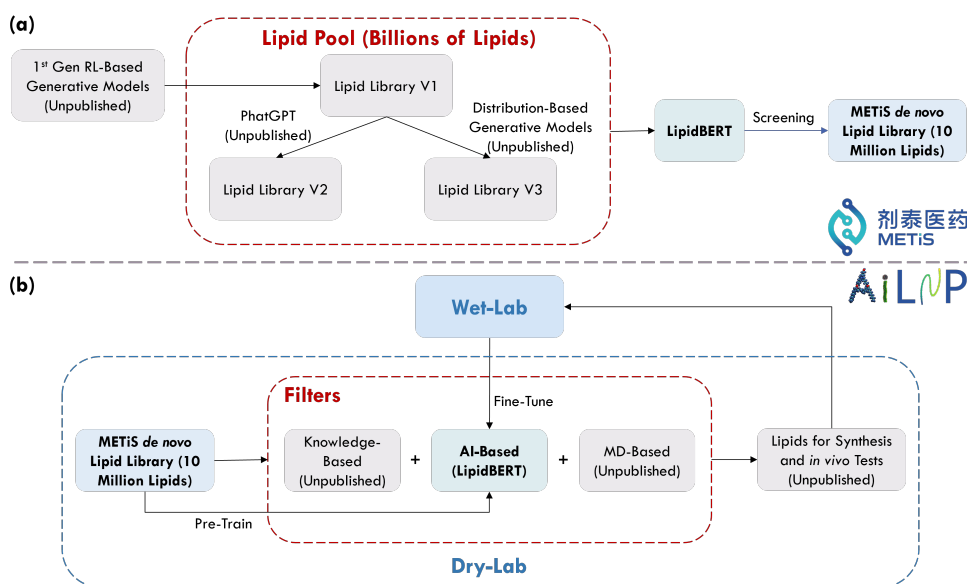 (a)
Lipid Pool (Billions of Lipids)
1st Gen RL-Based
Generative Models
(Unpublished)
Lipid Library V1
PhatGPT
(Unpublished)
Distribution-Based
Generative Models
(Unpublished)
Lipid Library V2
Lipid Library V3
LipidBERT
Screening
METiS de novo
Lipid Library (10
Million Lipids)
剂泰医药
METiS
(b)
AiLNP
Wet-Lab
Filters
Fine-Tune
METiS de novo
Lipid Library (10
Million Lipids)
Knowledge-
Based
(Unpublished)
+
AI-Based
(LipidBERT)
+
MD-Based
(Unpublished)
Lipids for Synthesis
and in vivo Tests
(Unpublished)
Pre-Train
Dry-Lab